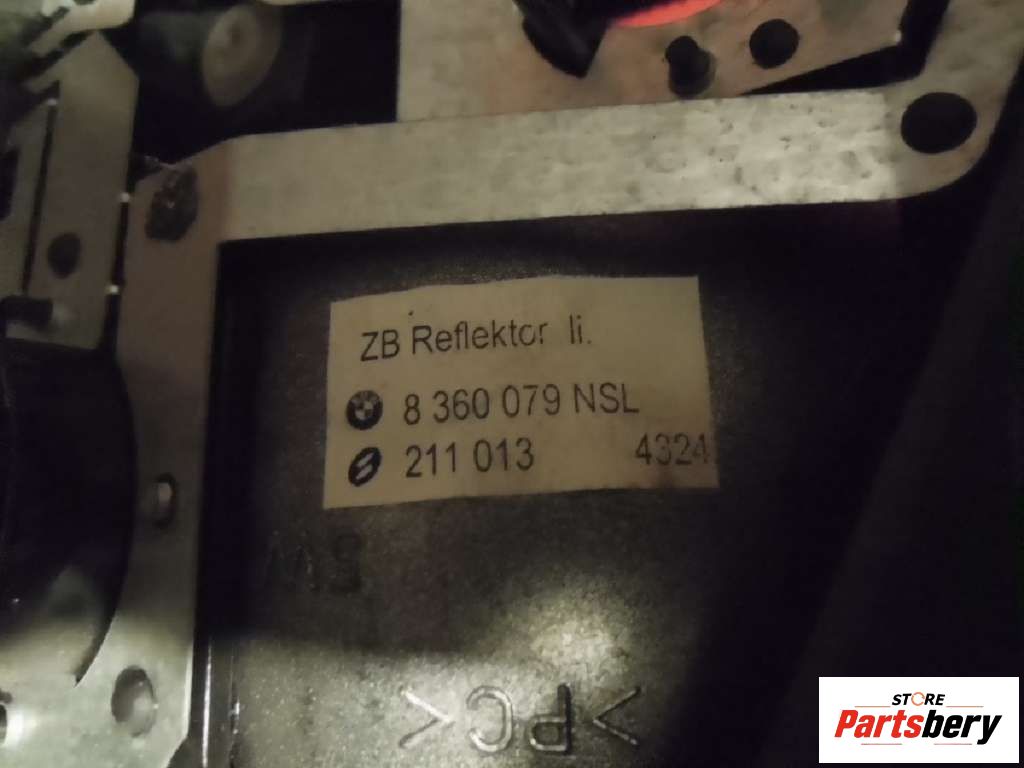 ZB Reflektor li.
8 360 079 NSL
211 013 4324
>PC<
STORE
Partsbery